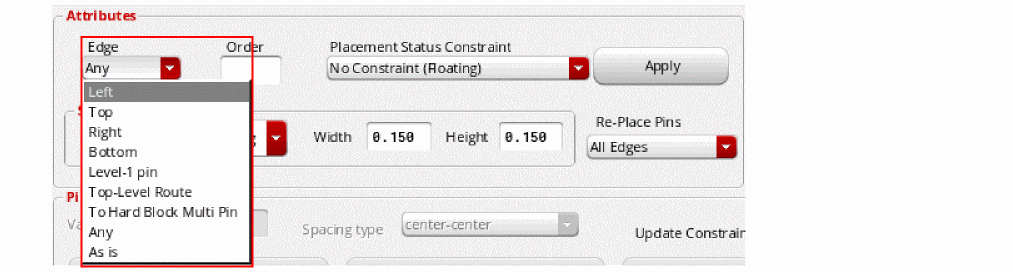 Attributes
Edge Order Placement Status Constraint
Any No Constraint (Floating) Apply
Left
Top
Right Width 0.150 Height 0.150 Re-Place Pins
Bottom All Edges
Level-1 pin
Top-Level Route
To Hard Block Multi Pin
Any Spacing type center-center Update Constrain
As is